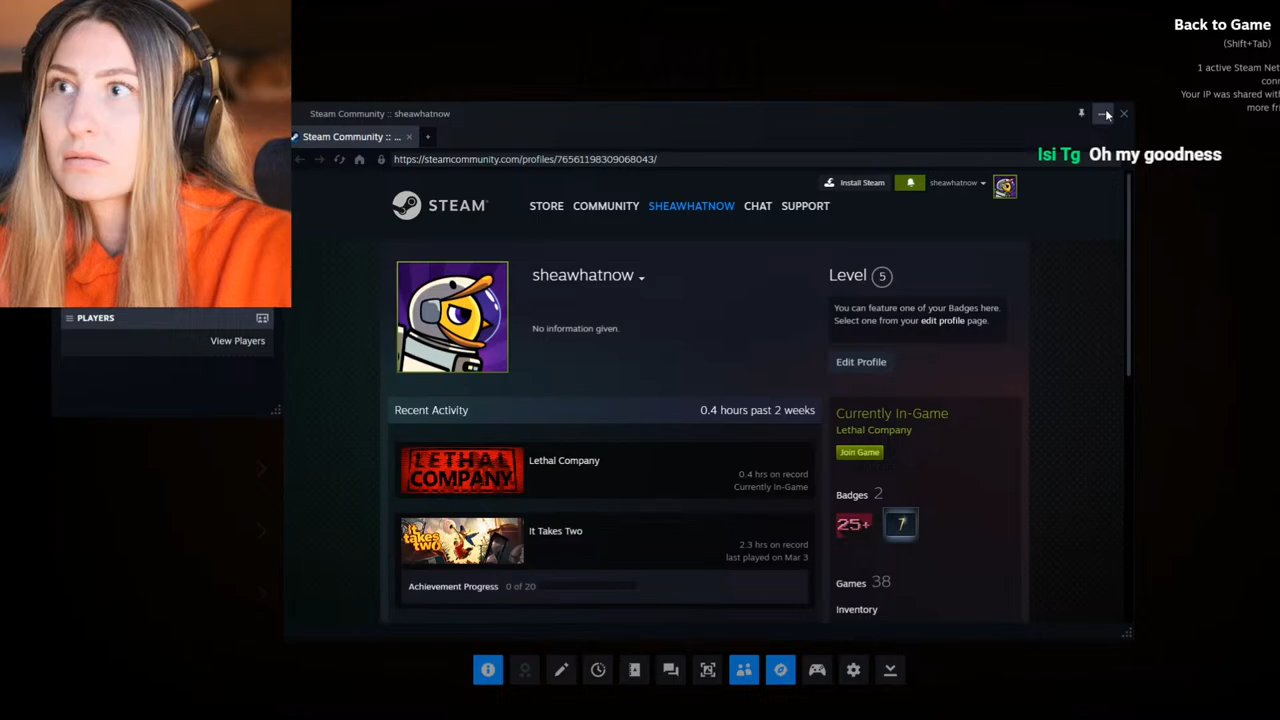 Back to Game
(Shift+Tab)
1 active Steam Net
conn
Your IP was shared with
more fri
Steam Community :: sheawhatnow
Steam Community :: ...
https://steamcommunity.com/profiles/76561198309068043/
Isi Tg Oh my goodness
Install Steam
sheawhatnow
STEAM
STORE COMMUNITY SHEAWHATNOW CHAT SUPPORT
sheawhatnow
Level 5
No information given.
You can feature one of your Badges here.
Select one from your edit profile page.
PLAYERS
View Players
Edit Profile
Recent Activity 0.4 hours past 2 weeks
Currently In-Game
Lethal Company
Join Game
LETHAL
COMPANY
Lethal Company
0.4 hrs on record
Currently In-Game
Badges 2
25+
7
It
takes
two
It Takes Two
2.3 hrs on record
last played on Mar 3
Achievement Progress 0 of 20
Games 38
Inventory